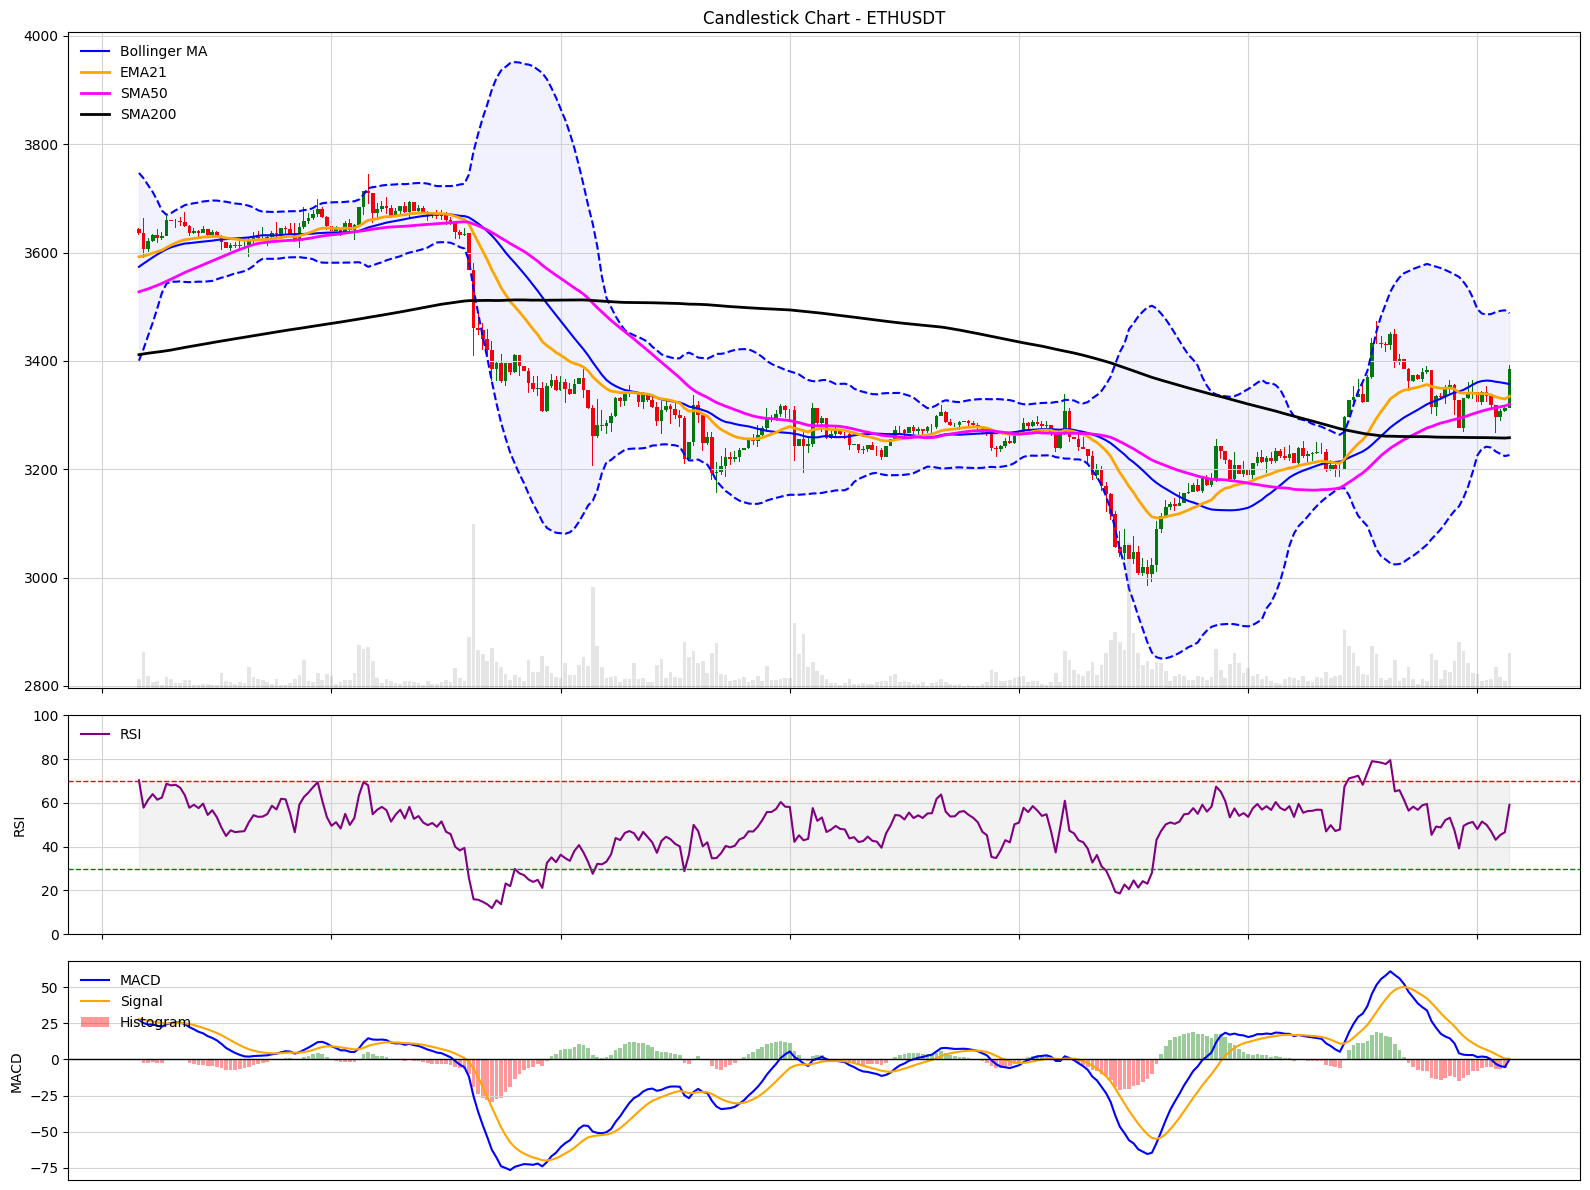 Candlestick Chart - ETHUSDT
4000
3800
3600
3400
3200
3000
2800
Bollinger MA
EMA21
SMA50
SMA200
100
80
60
40
20
0
RSI
RSI
50
25
0
−25
−50
−75
MACD
MACD
Signal
Histogram